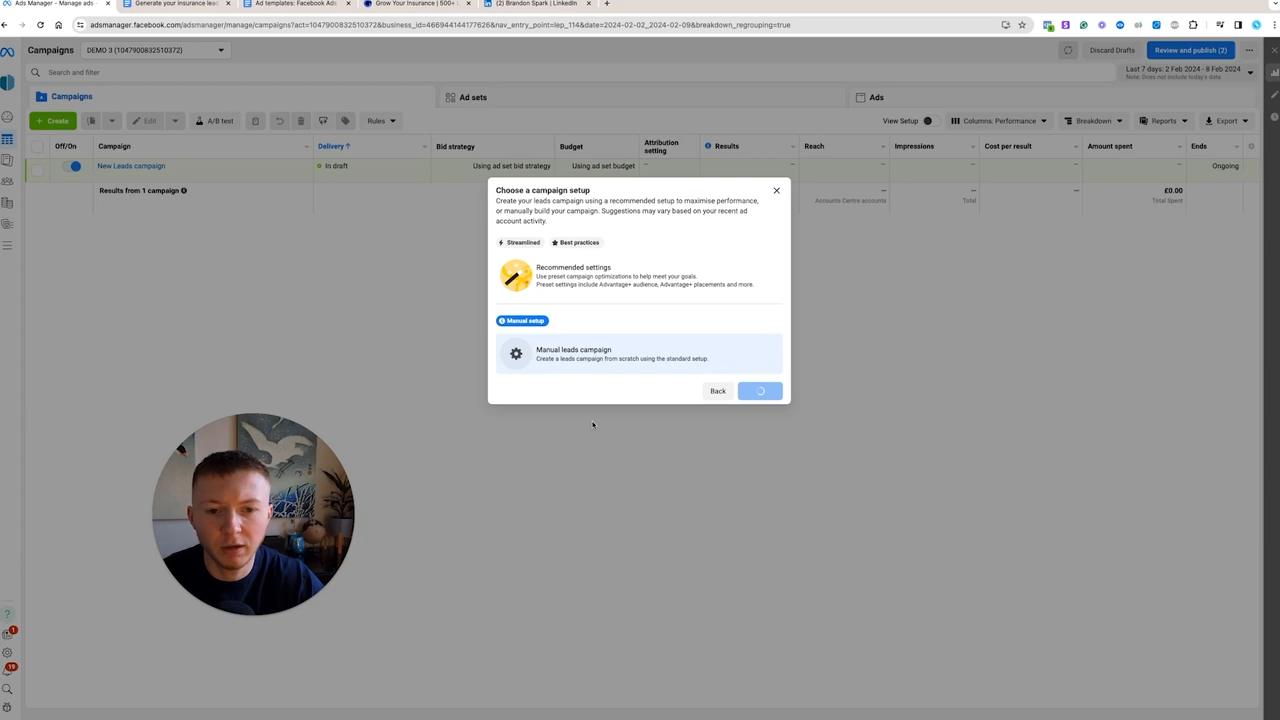 Ads Manager - Manage ads
Generate your insurance lead
Ad templates: Facebook Ads
Grow Your Insurance | 500+ L
(2) Brandon Spark | LinkedIn
adsmanager.facebook.com/adsmanager/manage/campaigns?act=1047900832510372&business_id=466944144177626&nav_entry_point=lep_114&date=2024-02-02_2024-02-09&breakdown_regrouping=true
Campaigns
DEMO 3 (1047900832510372)
Discard Drafts
Review and publish (2)
Search and filter
Last 7 days: 2 Feb 2024 - 8 Feb 2024
Note: Does not include today's date
Campaigns
Ad sets
Ads
+ Create
Edit
A/B test
Rules
View Setup
Columns: Performance
Breakdown
Reports
Export
Off/On
Campaign
Delivery ↑
Bid strategy
Budget
Attribution
setting
Results
Reach
Impressions
Cost per result
Amount spent
Ends
New Leads campaign
In draft
Using ad set bid strategy
Using ad set budget
Ongoing
Results from 1 campaign
£0.00
Accounts Centre accounts
Total
Total Spent
Choose a campaign setup
Create your leads campaign using a recommended setup to maximise performance,
or manually build your campaign. Suggestions may vary based on your recent ad
account activity.
Streamlined
Best practices
Recommended settings
Use preset campaign optimizations to help meet your goals.
Preset settings include Advantage+ audience, Advantage+ placements and more.
Manual setup
Manual leads campaign
Create a leads campaign from scratch using the standard setup.
Back
1
19